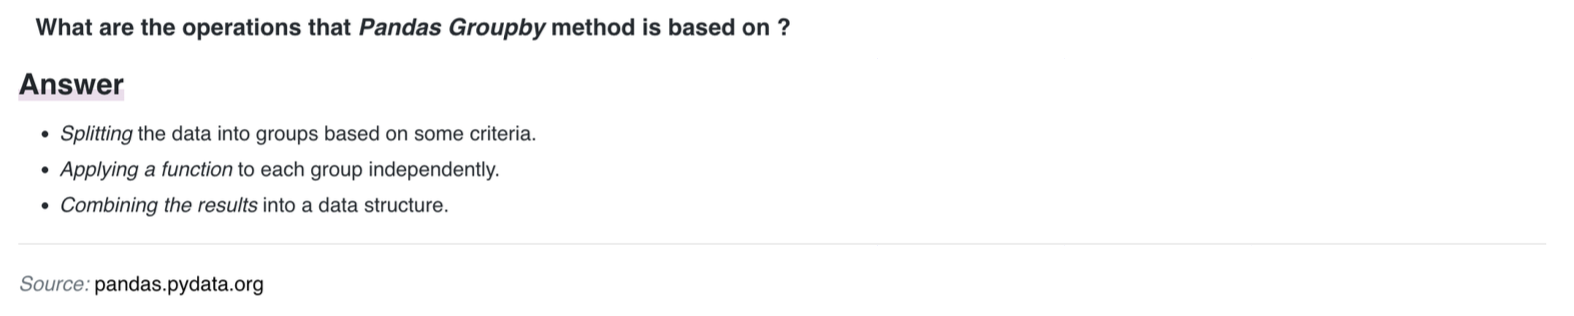 What are the operations that Pandas Groupby method is based on ?
Answer
• Splitting the data into groups based on some criteria.
• Applying a function to each group independently.
• Combining the results into a data structure.
Source: pandas.pydata.org